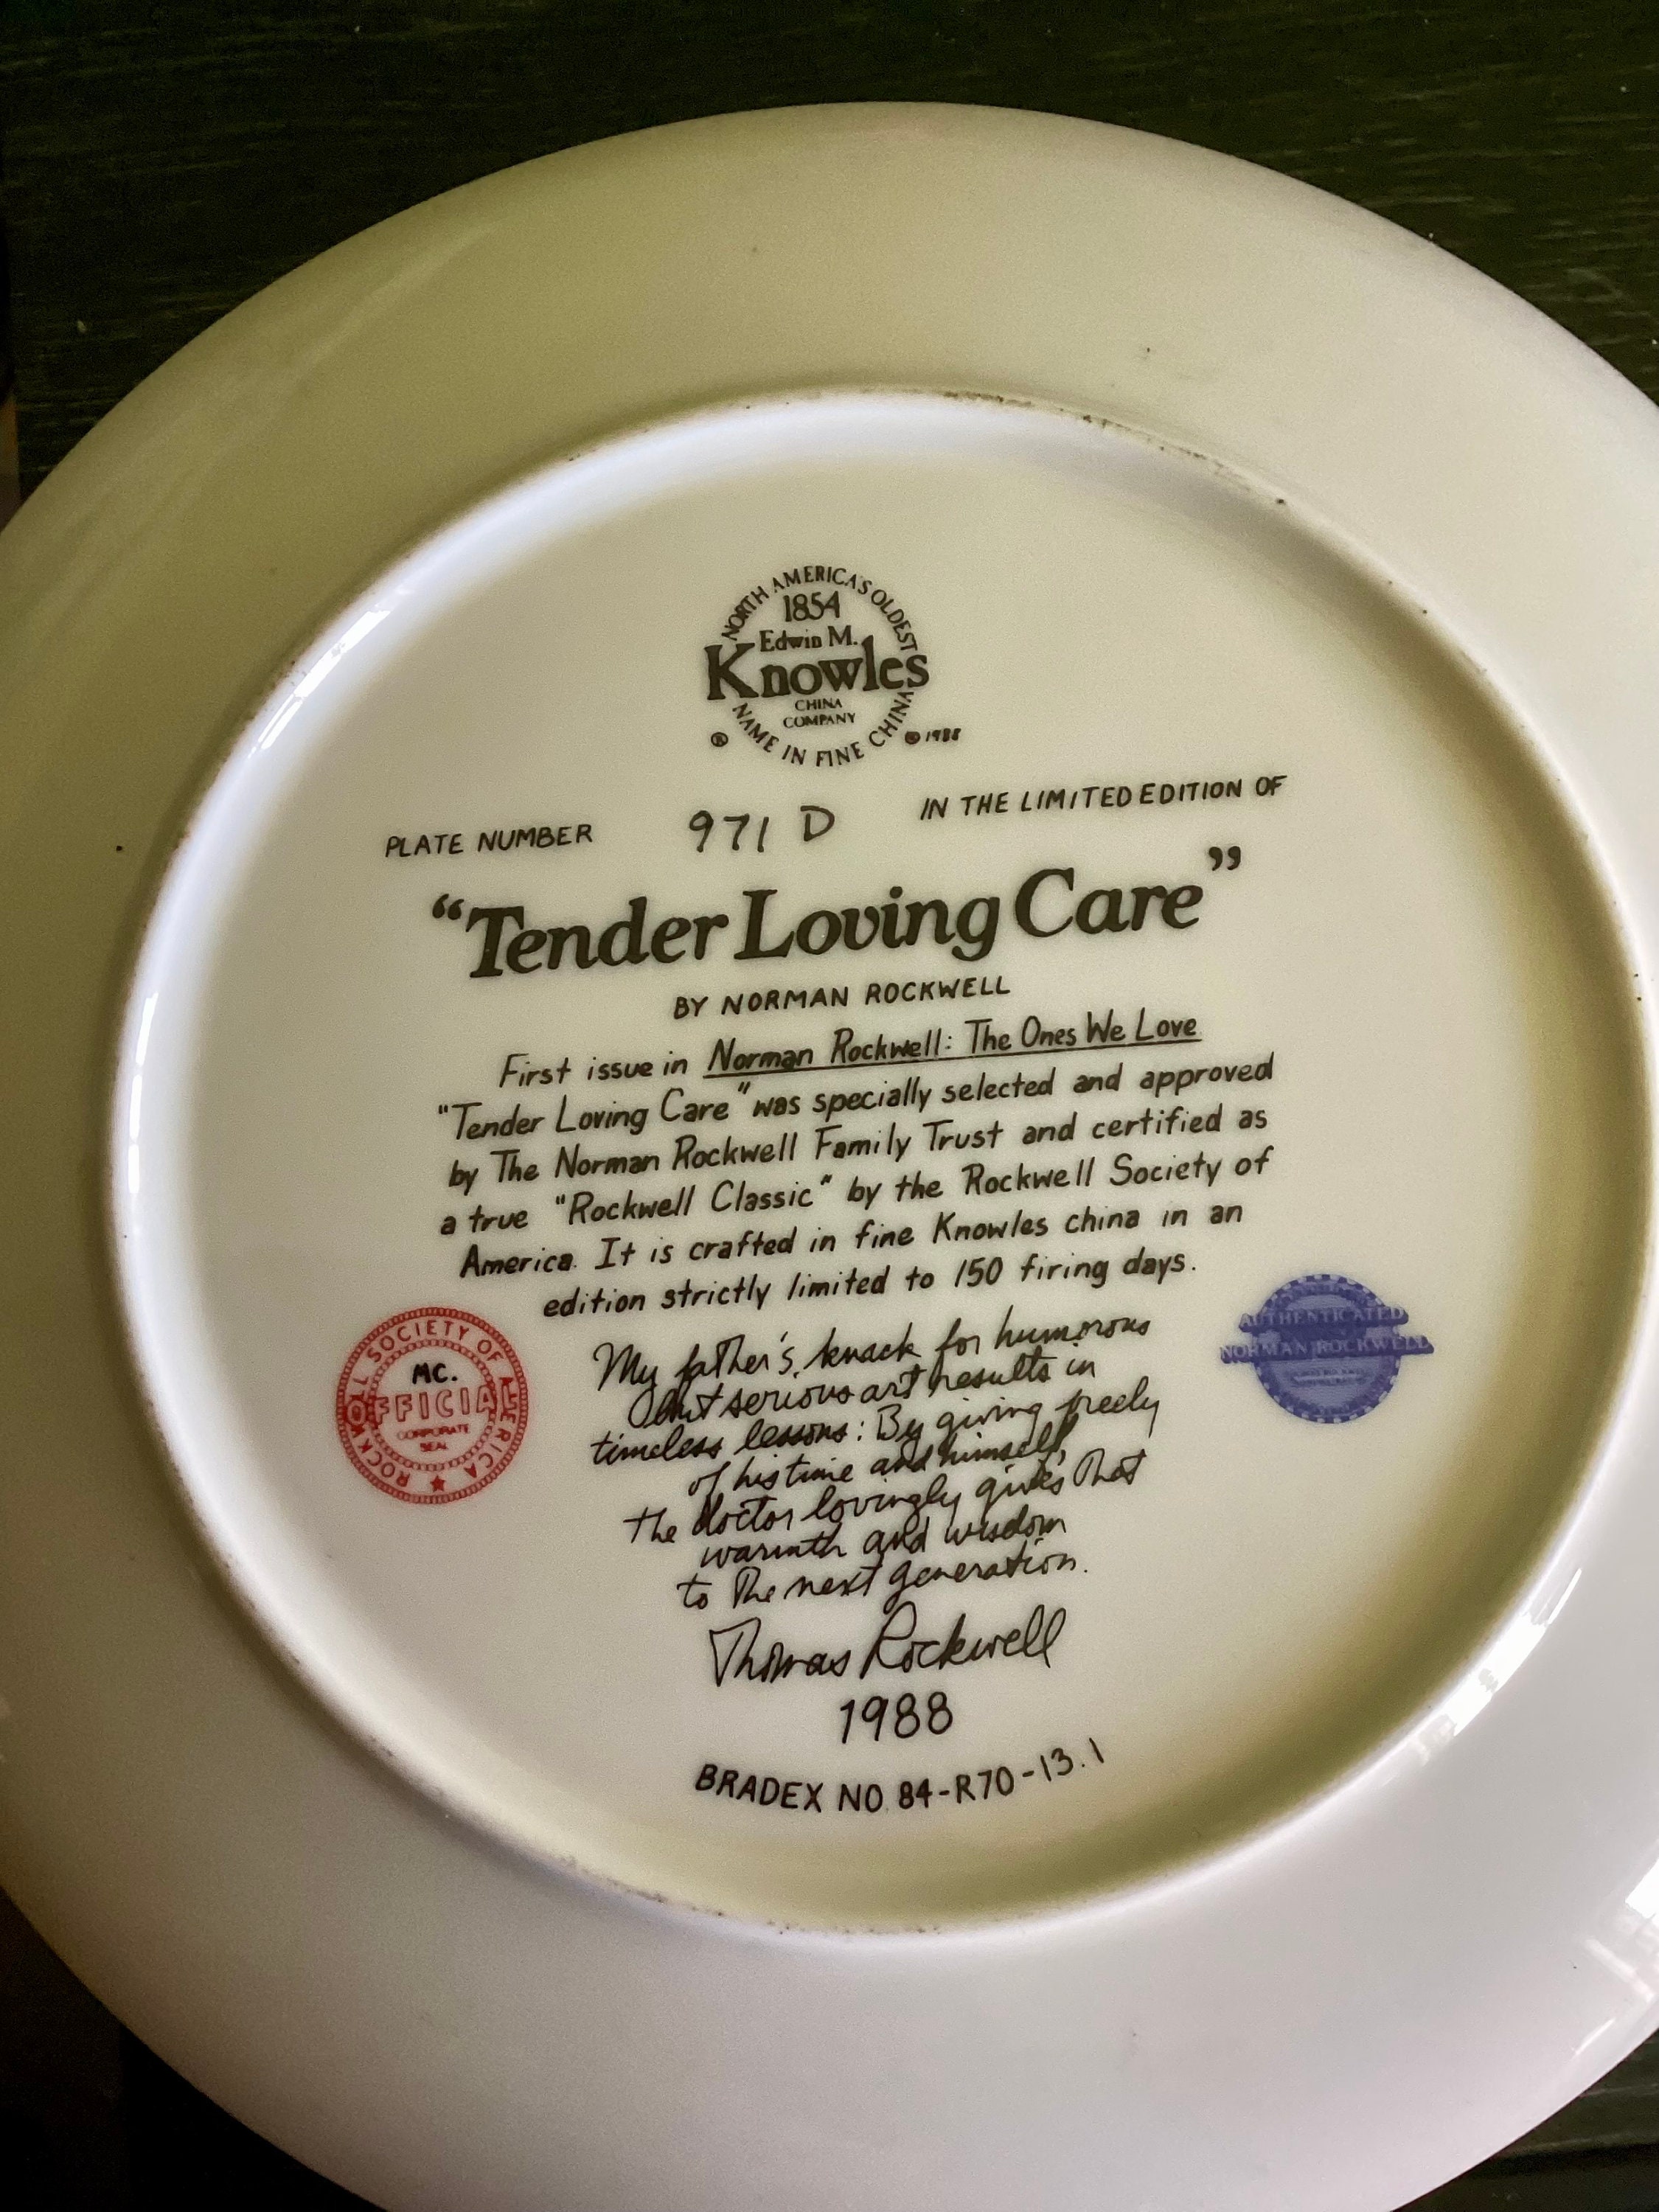 NORTH AMERICA'S OLDEST
1854
Edwin M.
Knowles
CHINA
COMPANY
NAME IN FINE CHINA
® © 1988
PLATE NUMBER 971 D IN THE LIMITED EDITION OF
“Tender Loving Care”
BY NORMAN ROCKWELL
First issue in Norman Rockwell: The Ones We Love
"Tender Loving Care" was specially selected and approved
by The Norman Rockwell Family Trust and certified as
a true "Rockwell Classic" by the Rockwell Society of
America. It is crafted in fine Knowles china in an
edition strictly limited to 150 firing days.
ROCKWELL SOCIETY OF AMERICA
MC.
OFFICIAL
CORPORATE
SEAL
AUTHENTICATED
NORMAN ROCKWELL
My father's knack for humorous
but serious art results in
timeless lessons: By giving freely
of his time and himself,
the doctor lovingly gives that
warmth and wisdom
to the next generation.
Thomas Rockwell
1988
BRADEX NO. 84-R70-13.1